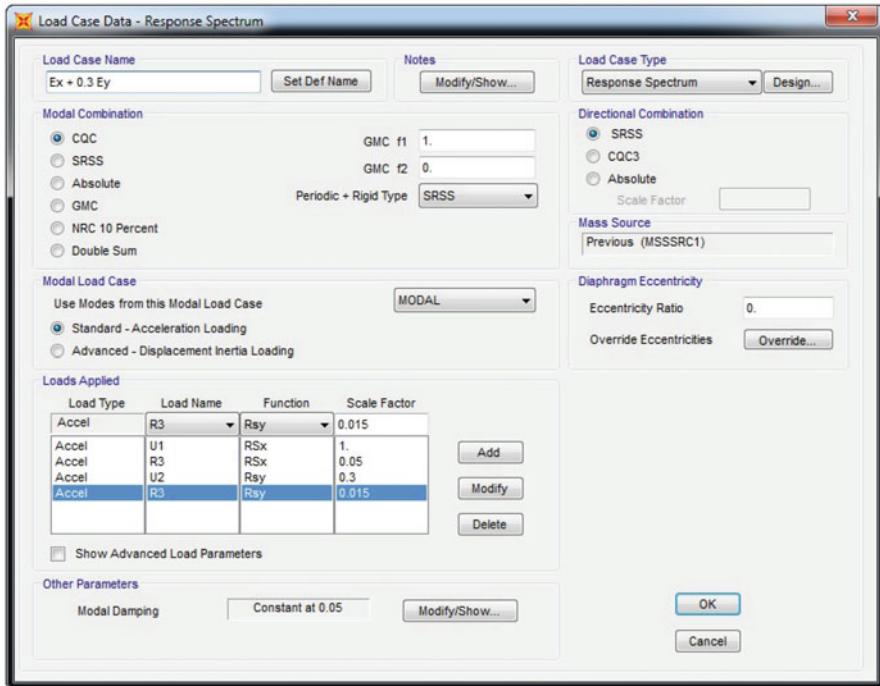 Load Case Data - Response Spectrum
Load Case Name
Ex + 0.3 Ey
Set Def Name
Notes
Modify/Show...
Load Case Type
Response Spectrum
Design...
Modal Combination
CQC
SRSS
Absolute
GMC
NRC 10 Percent
Double Sum
GMC f1 1.
GMC f2 0.
Periodic + Rigid Type SRSS
Directional Combination
SRSS
CQC3
Absolute
Scale Factor
Mass Source
Previous (MSSSRC1)
Modal Load Case
Use Modes from this Modal Load Case MODAL
Standard - Acceleration Loading
Advanced - Displacement Inertia Loading
Diaphragm Eccentricity
Eccentricity Ratio 0.
Override Eccentricities Override...
Loads Applied
Load Type Load Name Function Scale Factor
Accel R3 Rsy 0.015
Accel U1 RSx 1.
Accel R3 RSx 0.05
Accel U2 Rsy 0.3
Accel R3 Rsy 0.015
Add
Modify
Delete
Show Advanced Load Parameters
Other Parameters
Modal Damping Constant at 0.05 Modify/Show...
OK
Cancel